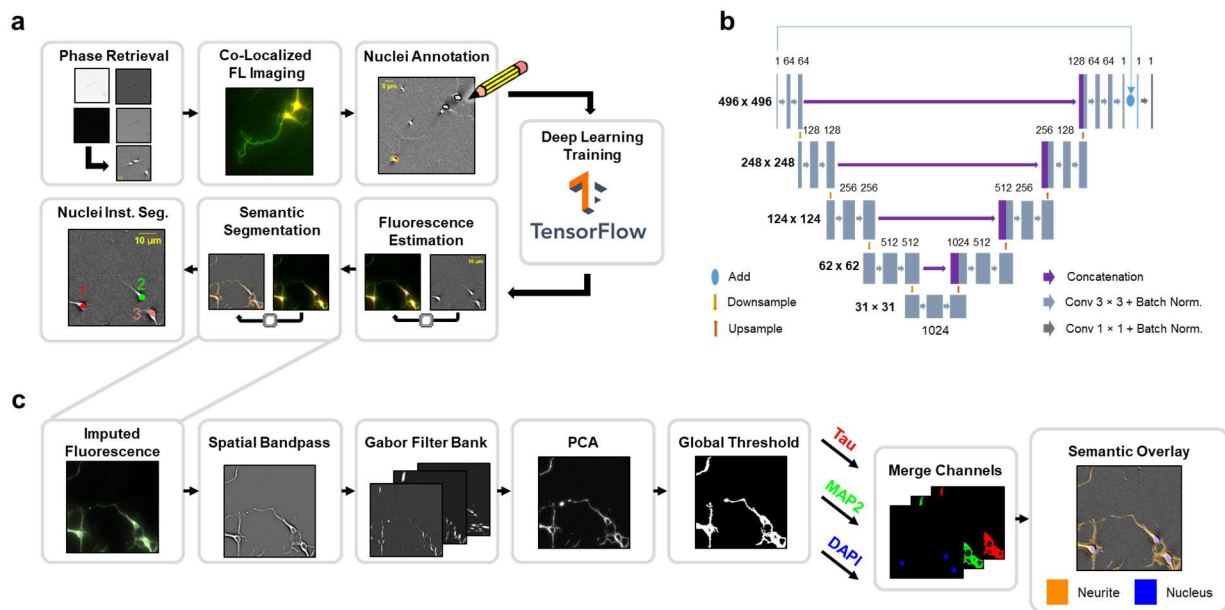 a
Phase Retrieval
Co-Localized
FL Imaging
Nuclei Annotation
5 µm
Deep Learning
Training
TensorFlow
Nuclei Inst. Seg.
10 µm
1
2
3
Semantic
Segmentation
Fluorescence
Estimation
10 µm
b
1 64 64
128 64 64 1 1 1
496 × 496
128 128
256 128
248 × 248
256 256
512 256
124 × 124
512 512
1024 512
62 × 62
31 × 31
1024
Add
Downsample
Upsample
Concatenation
Conv 3 × 3 + Batch Norm.
Conv 1 × 1 + Batch Norm.
c
Imputed
Fluorescence
Spatial Bandpass
Gabor Filter Bank
PCA
Global Threshold
Tau
MAP2
DAPI
Merge Channels
Semantic Overlay
Neurite
Nucleus